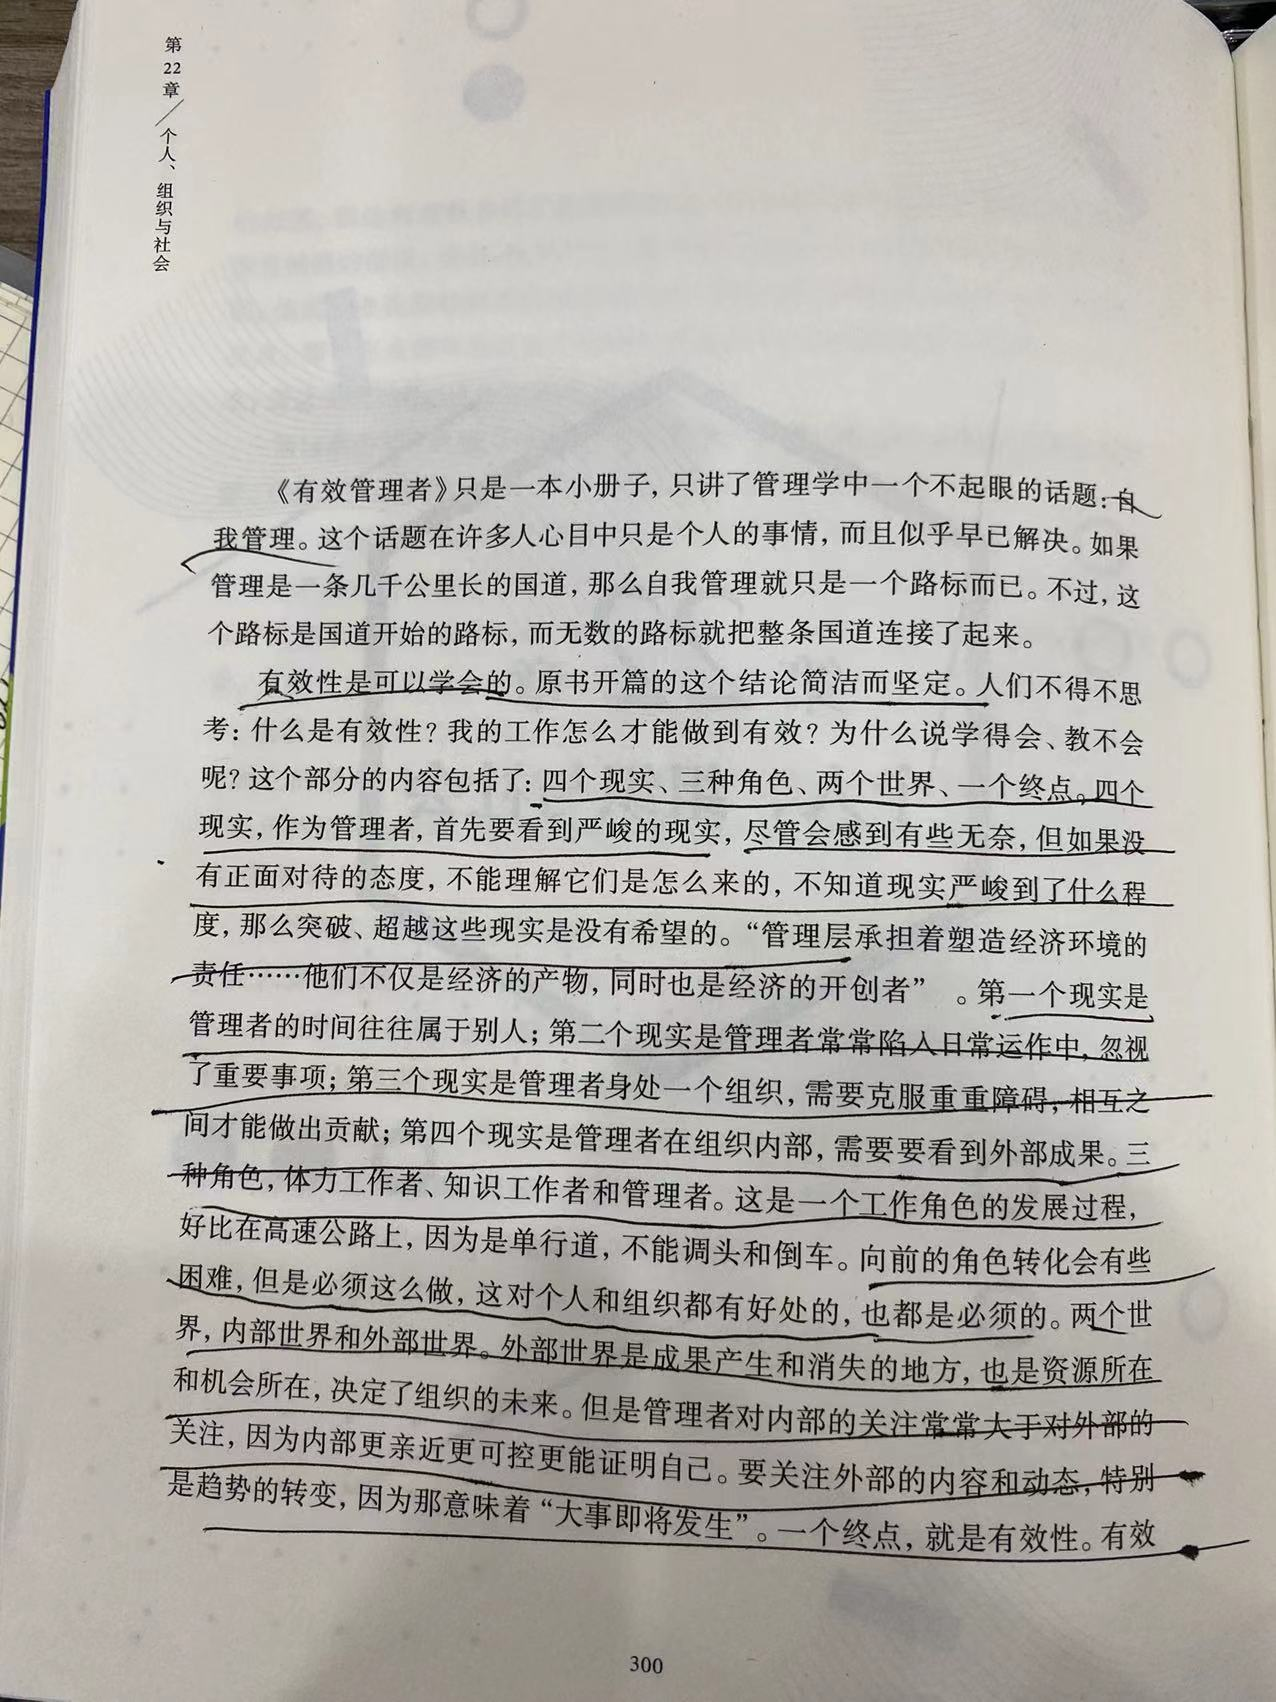 第22章/个人、组织与社会
《有效管理者》只是一本小册子，只讲了管理学中一个不起眼的话题：自
我管理。这个话题在许多人心目中只是个人的事情，而且似乎早已解决。如果
管理是一条几千公里长的国道，那么自我管理就只是一个路标而已。不过，这
个路标是国道开始的路标，而无数的路标就把整条国道连接了起来。
有效性是可以学会的。原书开篇的这个结论简洁而坚定。人们不得不思
考：什么是有效性？我的工作怎么才能做到有效？为什么说学得会、教不会
呢？这个部分的内容包括了：四个现实、三种角色、两个世界、一个终点。四个
现实，作为管理者，首先要看到严峻的现实，尽管会感到有些无奈，但如果没
有正面对待的态度，不能理解它们是怎么来的，不知道现实严峻到了什么程
度，那么突破、超越这些现实是没有希望的。“管理层承担着塑造经济环境的
责任……他们不仅是经济的产物，同时也是经济的开创者” 。第一个现实是
管理者的时间往往属于别人；第二个现实是管理者常常陷入日常运作中，忽视
了重要事项；第三个现实是管理者身处一个组织，需要克服重重障碍，相互之
间才能做出贡献；第四个现实是管理者在组织内部，需要要看到外部成果。三
种角色，体力工作者、知识工作者和管理者。这是一个工作角色的发展过程，
好比在高速公路上，因为是单行道，不能调头和倒车。向前的角色转化会有些
困难，但是必须这么做，这对个人和组织都有好处的，也都是必须的。两个世
界，内部世界和外部世界。外部世界是成果产生和消失的地方，也是资源所在
和机会所在，决定了组织的未来。但是管理者对内部的关注常常大于对外部的
关注，因为内部更亲近更可控更能证明自己。要关注外部的内容和动态，特别
是趋势的转变，因为那意味着“大事即将发生”。一个终点，就是有效性。有效
300